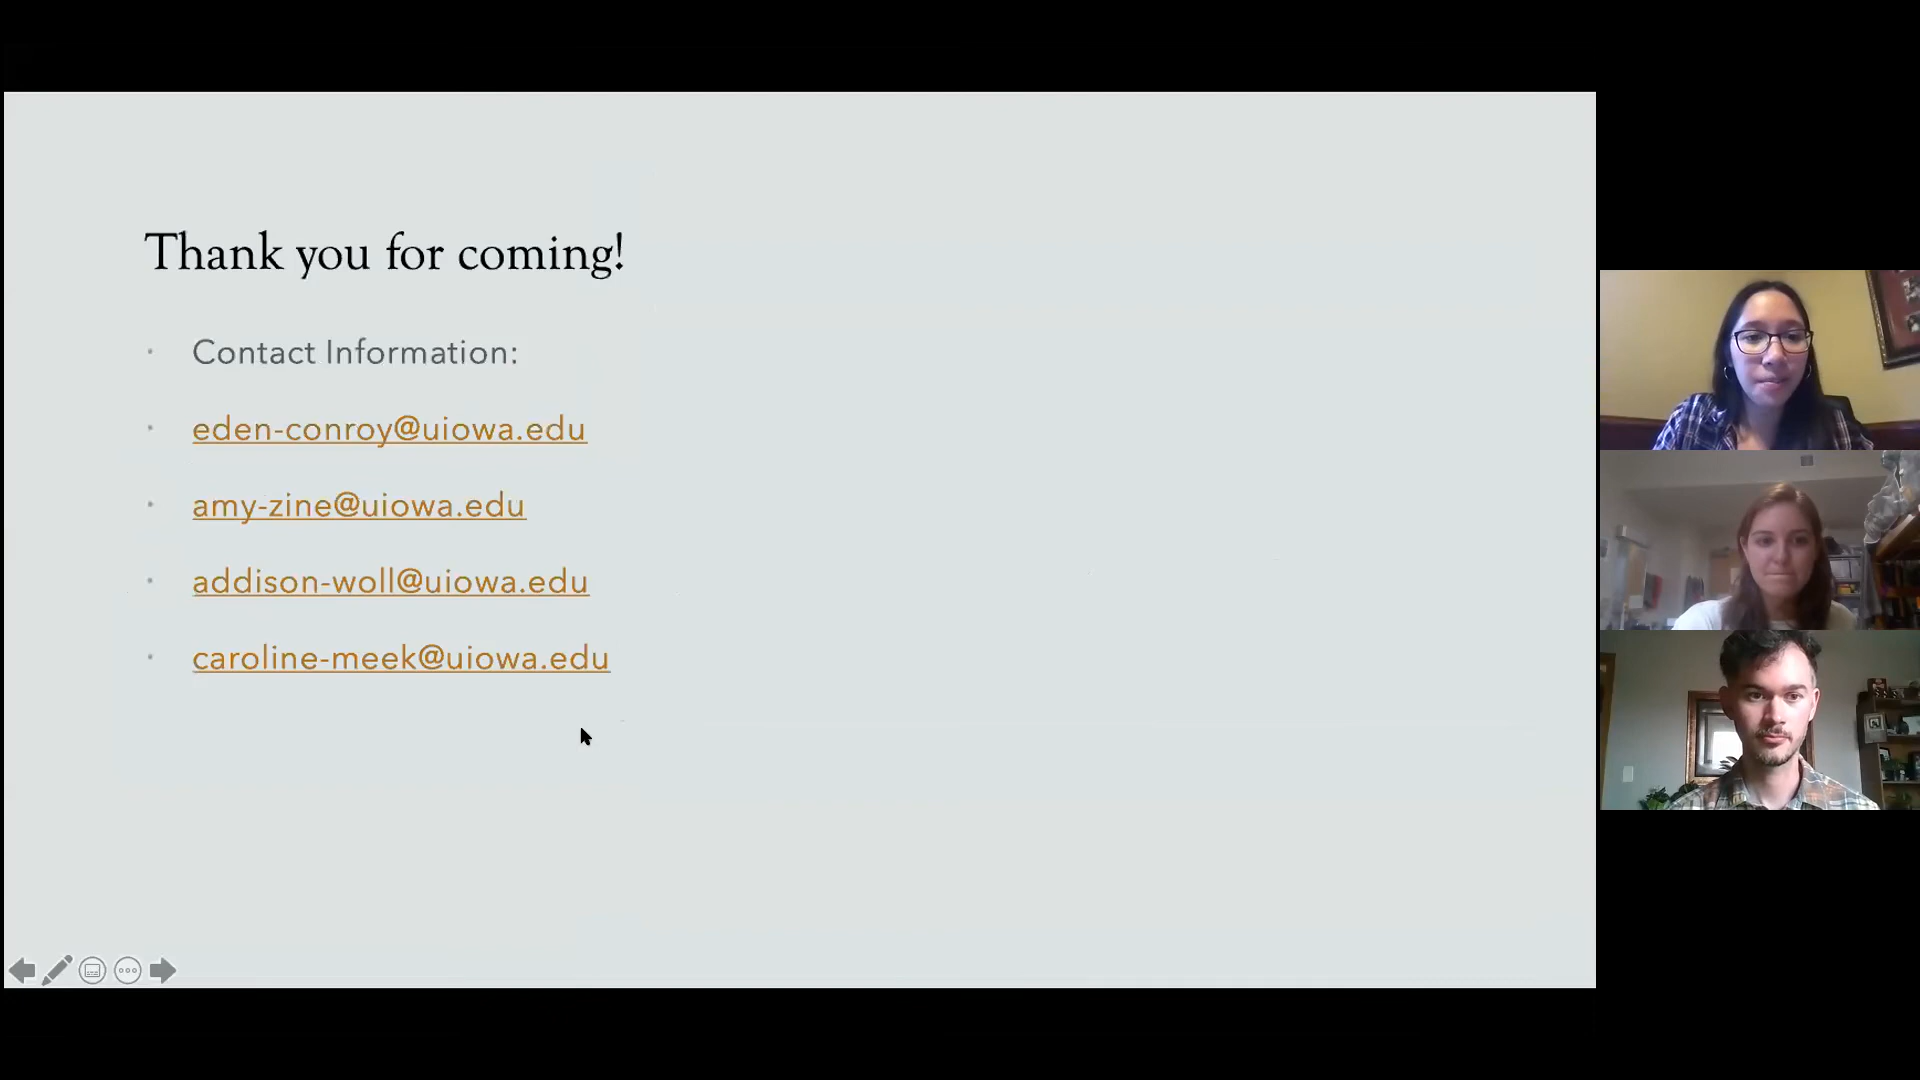 Thank you for coming!
Contact Information:
eden-conroy@uiowa.edu
amy-zine@uiowa.edu
addison-woll@uiowa.edu
caroline-meek@uiowa.edu